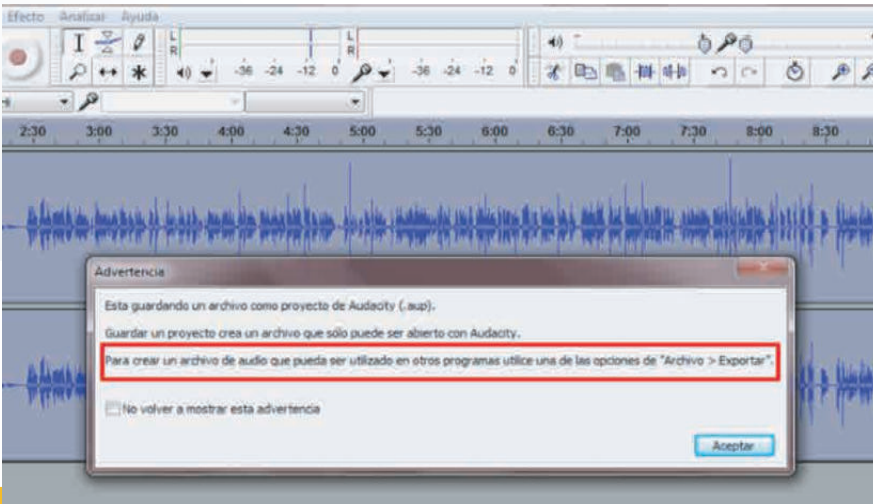 Efecto Analizar Ayuda
L
R
L
R
-36 -24 -12 0
-36 -24 -12 0
2:30 3:00 3:30 4:00 4:30 5:00 5:30 6:00 6:30 7:00 7:30 8:00 8:30
Advertencia
Esta guardando un archivo como proyecto de Audacity (.aup).
Guardar un proyecto crea un archivo que sólo puede ser abierto con Audacity.
Para crear un archivo de audio que pueda ser utilizado en otros programas utilice una de las opciones de "Archivo > Exportar".
No volver a mostrar esta advertencia
Aceptar